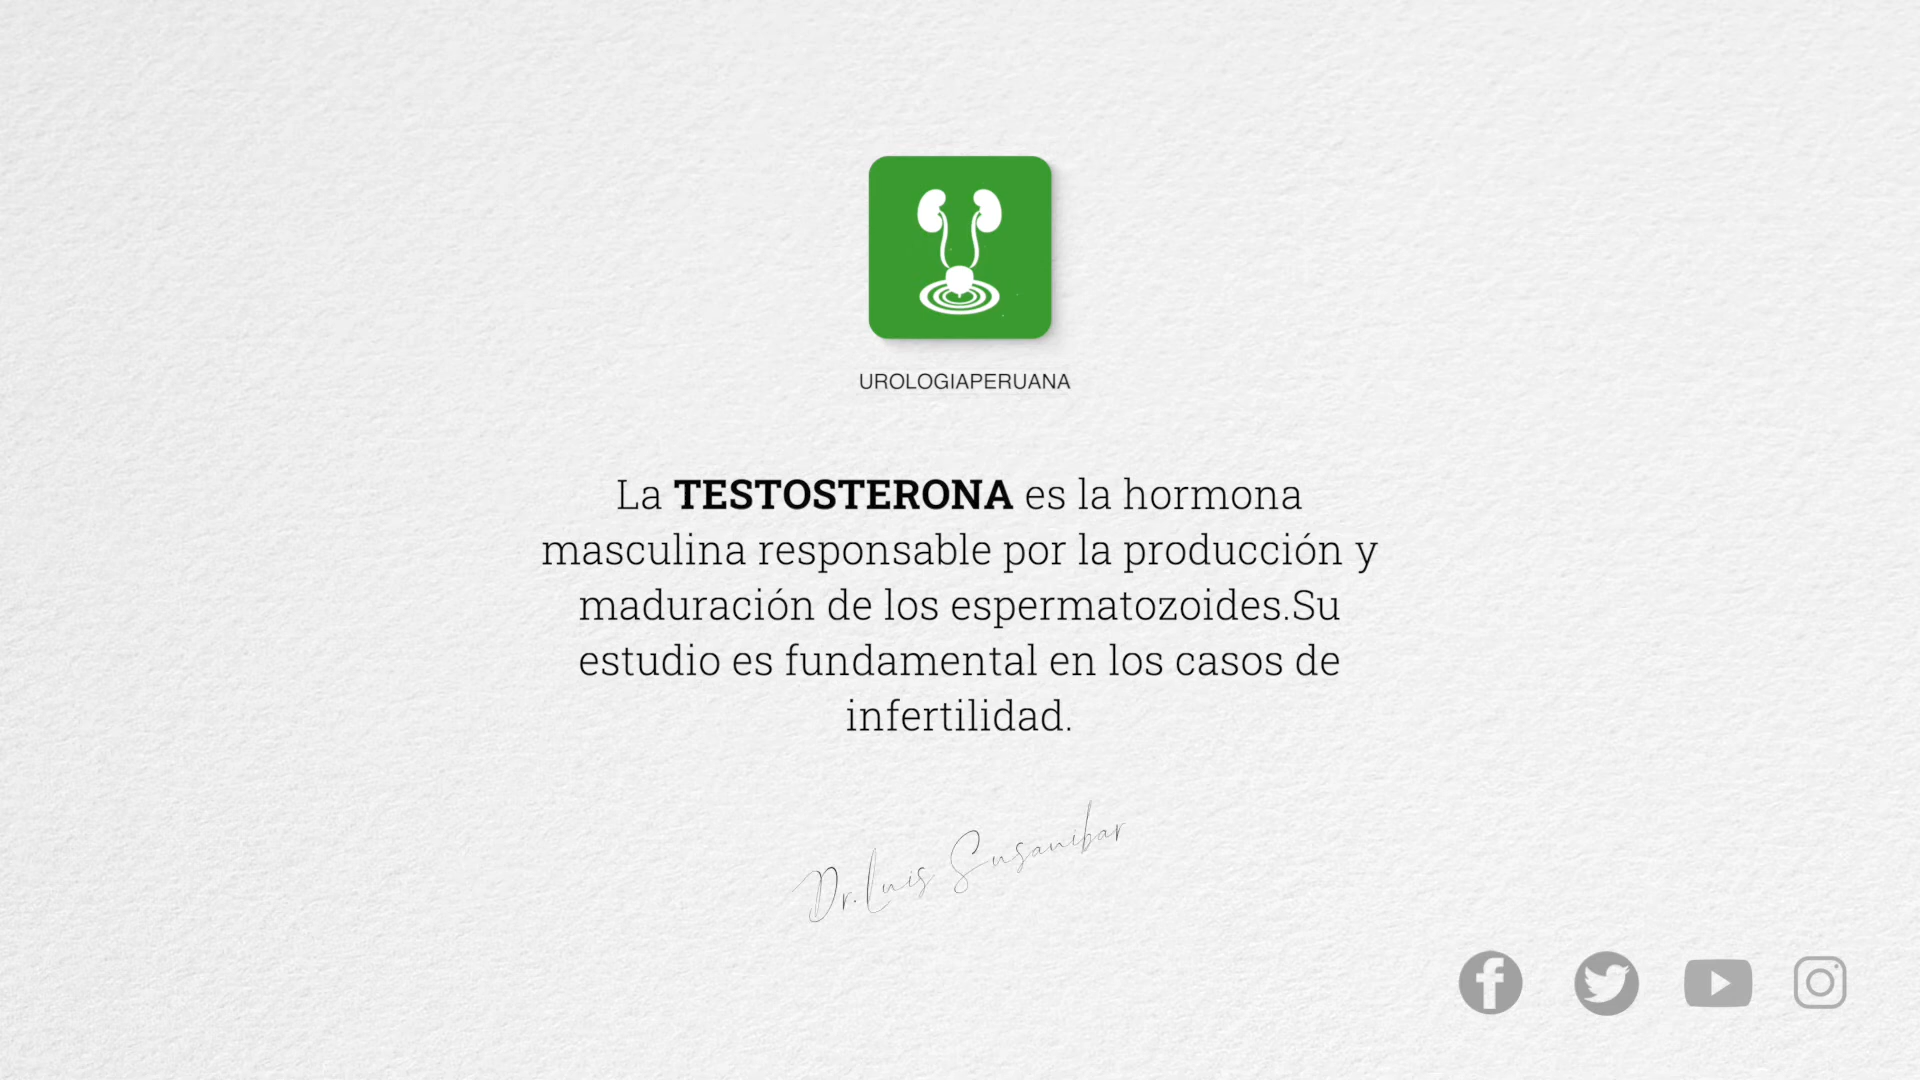 UROLOGIAPERUANA
La TESTOSTERONA es la hormona
masculina responsable por la producción y
maduración de los espermatozoides.Su
estudio es fundamental en los casos de
infertilidad.
Dr.Luis Susanibar